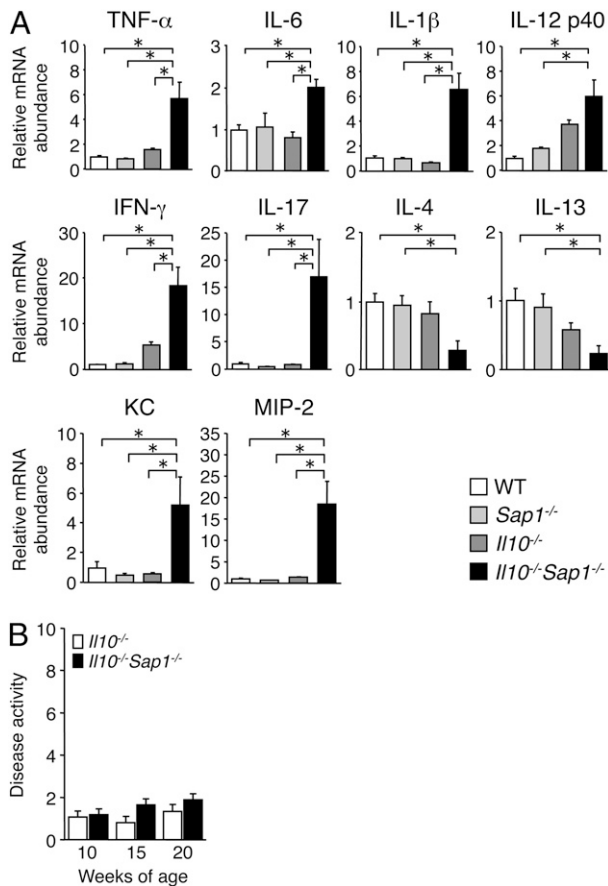 A
TNF-α IL-6 IL-1β IL-12 p40
Relative mRNA abundance
10 8 6 4 2 0
3 2 1 0
10 8 6 4 2 0
10 8 6 4 2 0
* * *
* * *
* * *
* *
IFN-γ IL-17 IL-4 IL-13
Relative mRNA abundance
30 20 10 0
25 20 15 10 5 0
2 1 0
2 1 0
* * *
* * *
* *
* *
KC MIP-2
Relative mRNA abundance
10 8 6 4 2 0
35 30 25 20 15 10 5 0
* * *
* * *
WT
Sap1-/-
Il10-/-
Il10-/-Sap1-/-
B
Il10-/-
Il10-/-Sap1-/-
Disease activity
10 8 6 4 2 0
10 15 20
Weeks of age